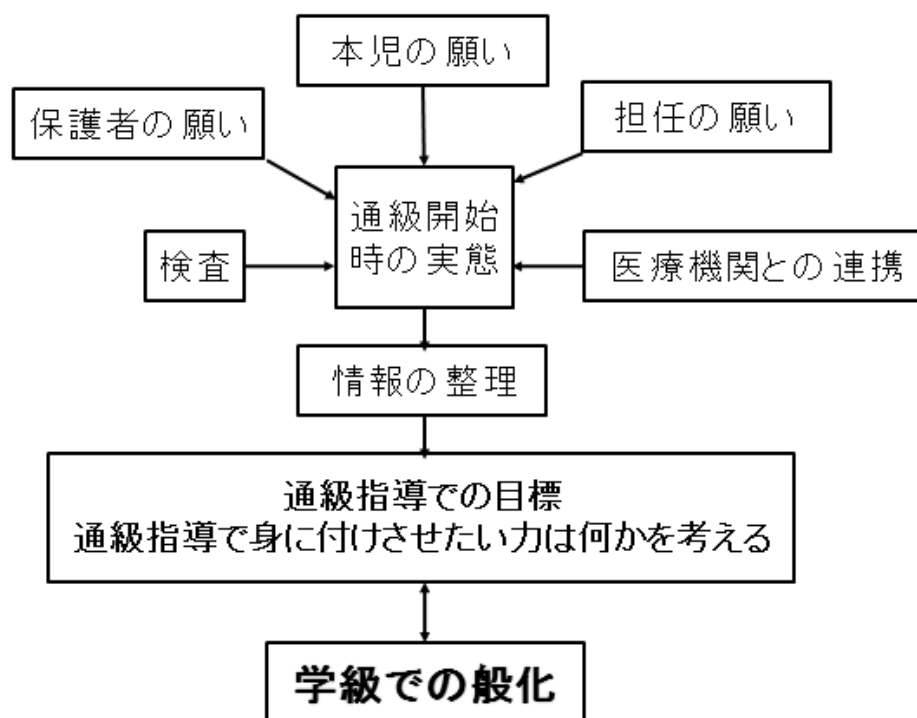 本児の願い
保護者の願い
担任の願い
通級開始
時の実態
検査
医療機関との連携
情報の整理
通級指導での目標
通級指導で身に付けさせたい力は何かを考える
学級での般化